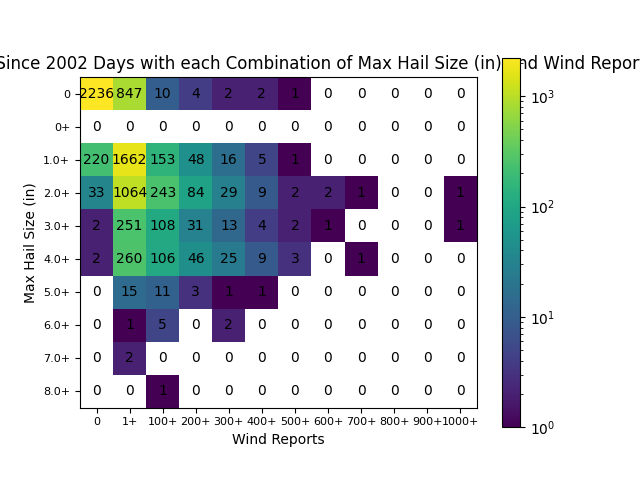 Since 2002 Days with each Combination of Max Hail Size (in) and Wind Repor
0 2236 847 10 4 2 2 1 0 0 0 0 0
0+ 0 0 0 0 0 0 0 0 0 0 0 0
1.0+ 220 1662 153 48 16 5 1 0 0 0 0 0
2.0+ 33 1064 243 84 29 9 2 2 1 0 0 1
3.0+ 2 251 108 31 13 4 2 1 0 0 0 1
4.0+ 2 260 106 46 25 9 3 0 1 0 0 0
5.0+ 0 15 11 3 1 1 0 0 0 0 0 0
6.0+ 0 1 5 0 2 0 0 0 0 0 0 0
7.0+ 0 2 0 0 0 0 0 0 0 0 0 0
8.0+ 0 0 1 0 0 0 0 0 0 0 0 0
0 1+ 100+ 200+ 300+ 400+ 500+ 600+ 700+ 800+ 900+ 1000+
Wind Reports
Max Hail Size (in)
10³
10²
10¹
10⁰